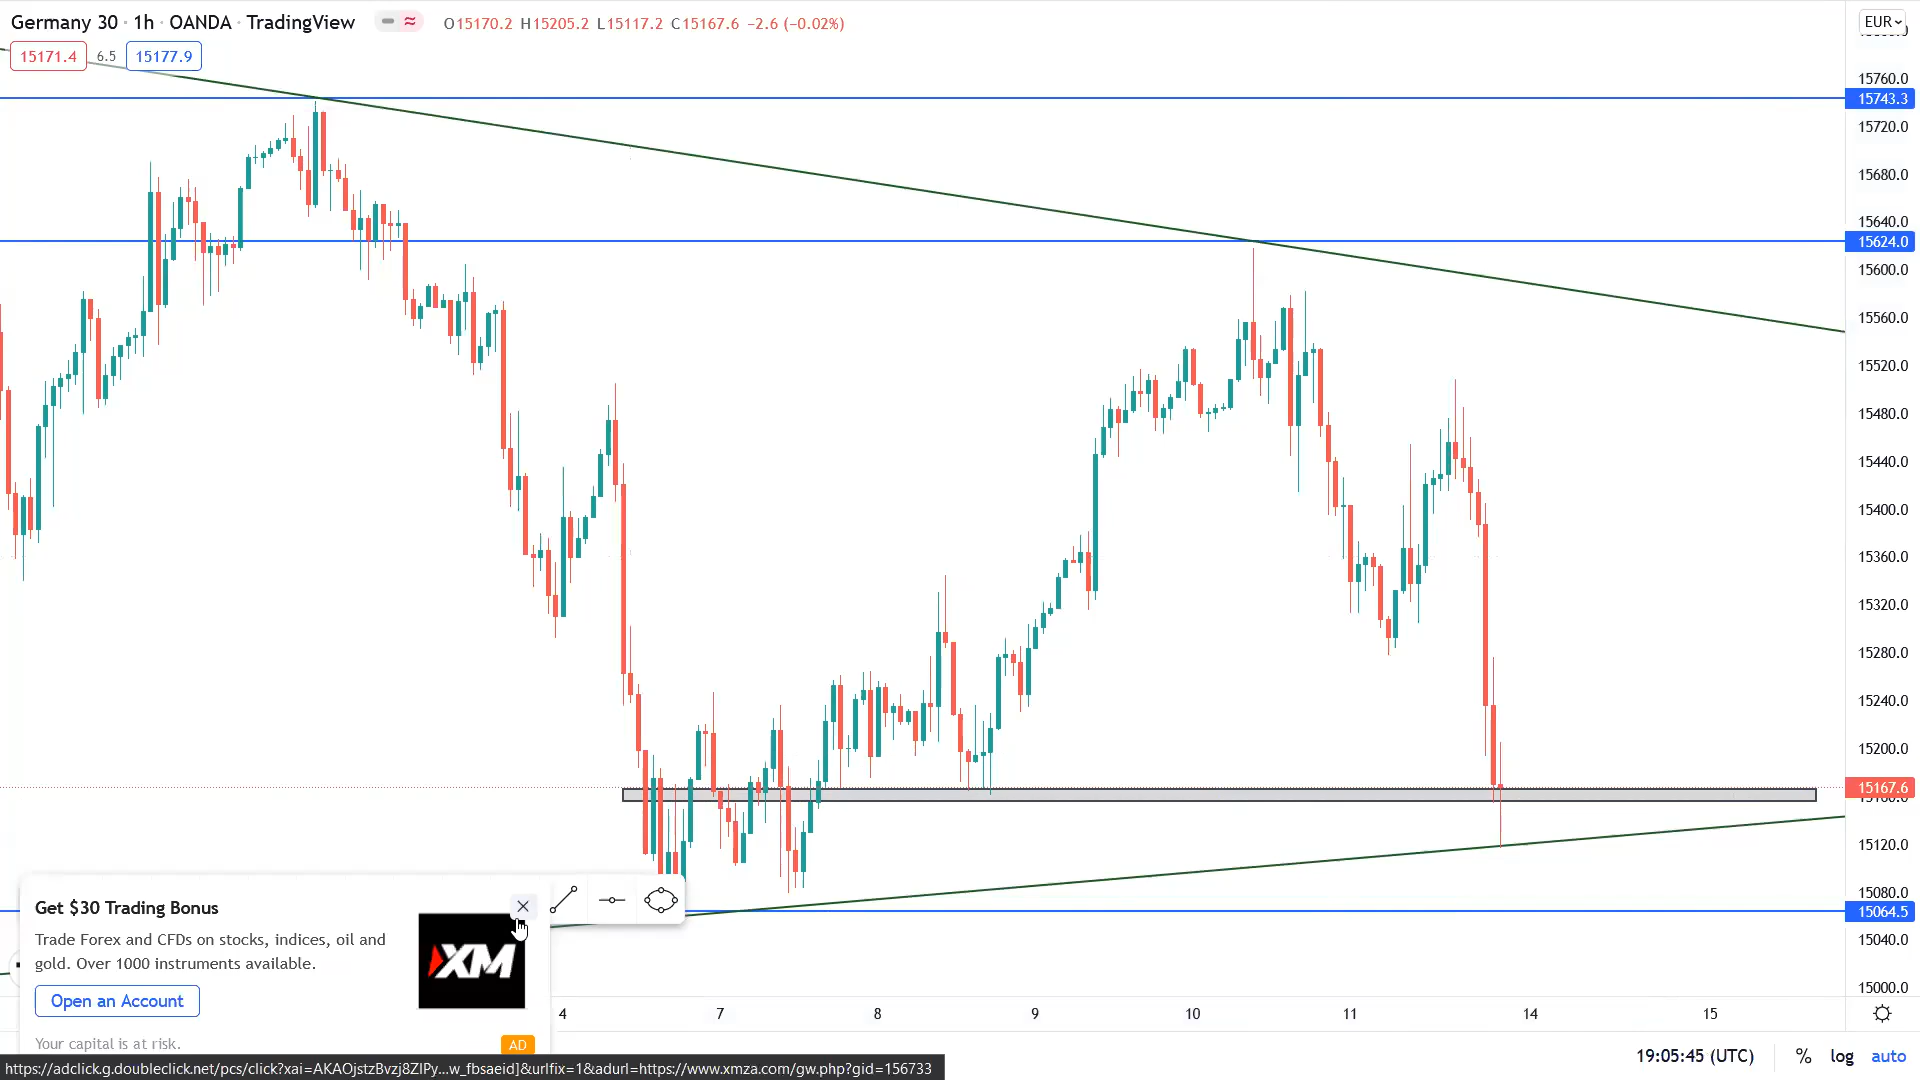 Germany 30 · 1h · OANDA · TradingView
O15170.2 H15205.2 L15117.2 C15167.6 −2.6 (−0.02%)
EUR
15171.4 6.5 15177.9
15760.0
15743.3
15720.0
15680.0
15640.0
15624.0
15600.0
15560.0
15520.0
15480.0
15440.0
15400.0
15360.0
15320.0
15280.0
15240.0
15200.0
15167.6
15160.0
15120.0
15080.0
15064.5
15040.0
15000.0
Get $30 Trading Bonus
Trade Forex and CFDs on stocks, indices, oil and
gold. Over 1000 instruments available.
XM
Open an Account
Your capital is at risk.
AD
4 7 8 9 10 11 14 15
19:05:45 (UTC) % log auto
https://adclick.g.doubleclick.net/pcs/click?xai=AKAOjstzBvzj8ZIPy...w_fbsaeid]&urlfix=1&adurl=https://www.xmza.com/gw.php?gid=156733